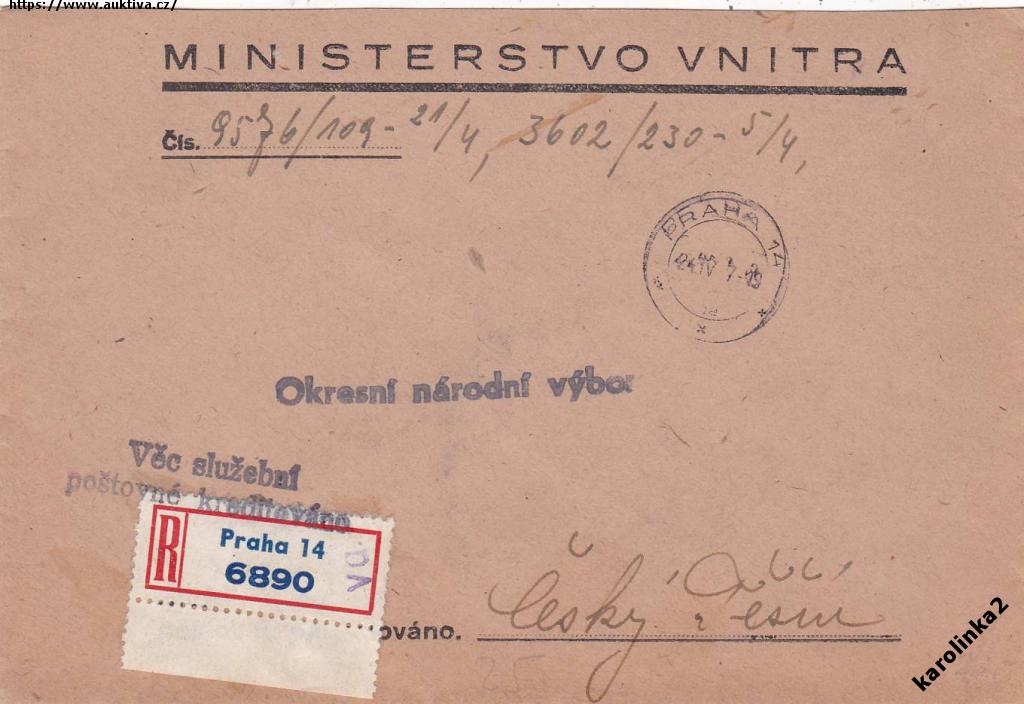 https://www.auktiva.cz/
MINISTERSTVO VNITRA
Čís. 9576/109-21/4, 3602/230-5/4,
PRAHA 14
Okresní národní výbor
Věc služební
poštovné kreditováno
R Praha 14
6890
ováno. Český Těšín
karolinka2